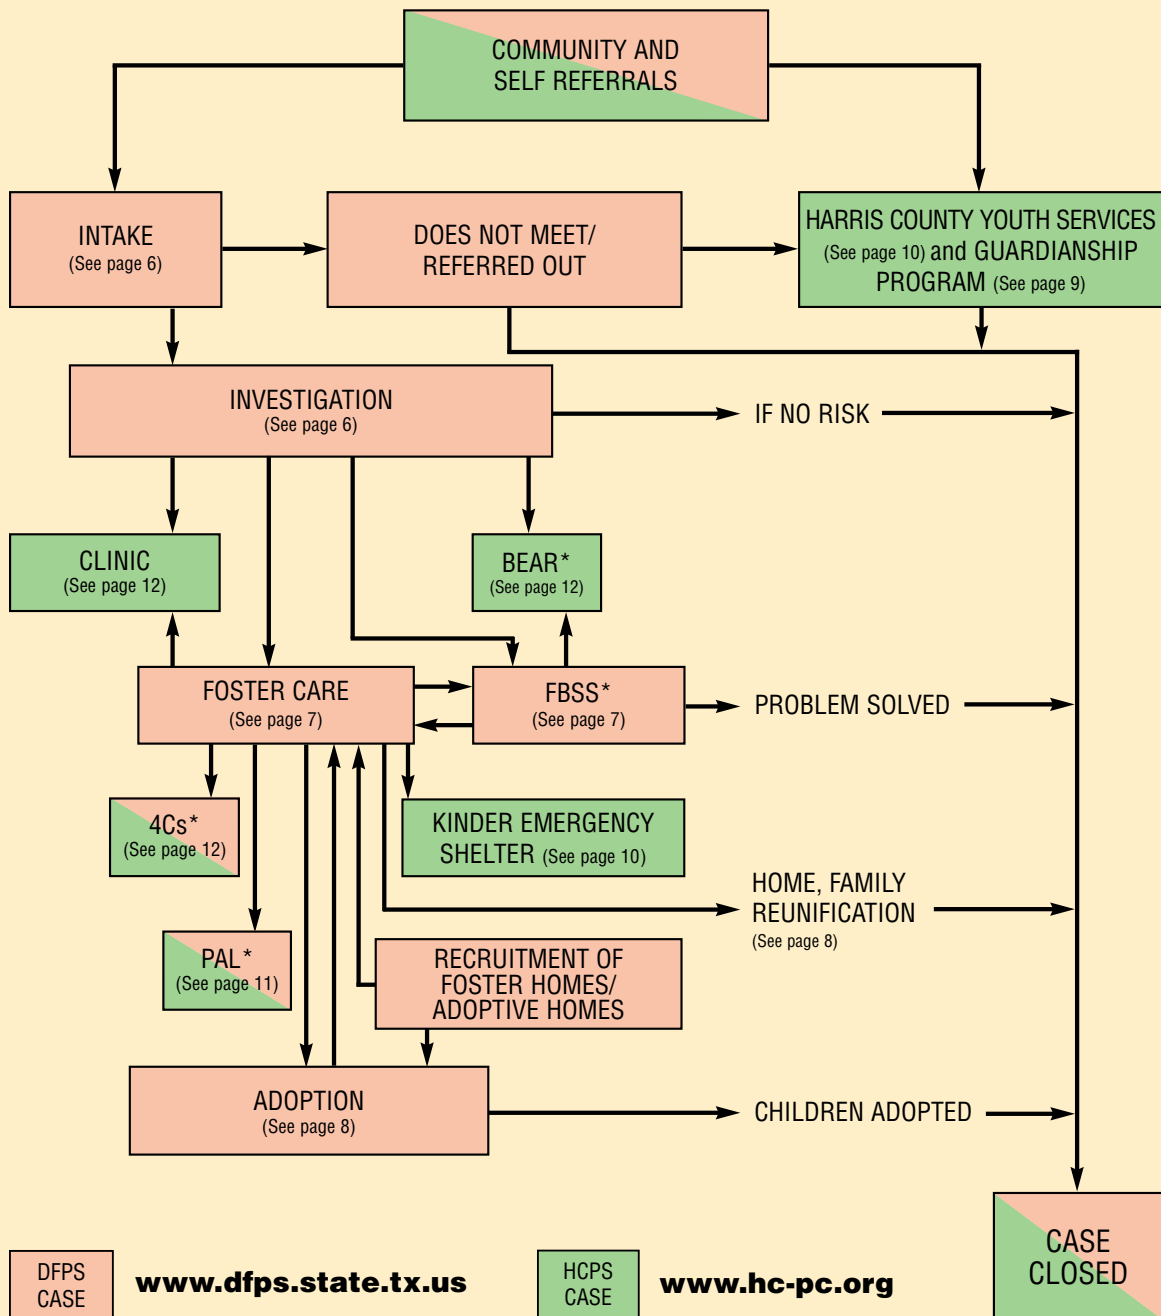 COMMUNITY AND
SELF REFERRALS
INTAKE
(See page 6)
DOES NOT MEET/
REFERRED OUT
HARRIS COUNTY YOUTH SERVICES
(See page 10) and GUARDIANSHIP
PROGRAM (See page 9)
INVESTIGATION
(See page 6)
IF NO RISK
CLINIC
(See page 12)
BEAR*
(See page 12)
FOSTER CARE
(See page 7)
FBSS*
(See page 7)
PROBLEM SOLVED
4Cs*
(See page 12)
KINDER EMERGENCY
SHELTER (See page 10)
HOME, FAMILY
REUNIFICATION
(See page 8)
PAL*
(See page 11)
RECRUITMENT OF
FOSTER HOMES/
ADOPTIVE HOMES
ADOPTION
(See page 8)
CHILDREN ADOPTED
CASE
CLOSED
DFPS
CASE
www.dfps.state.tx.us
HCPS
CASE
www.hc-pc.org